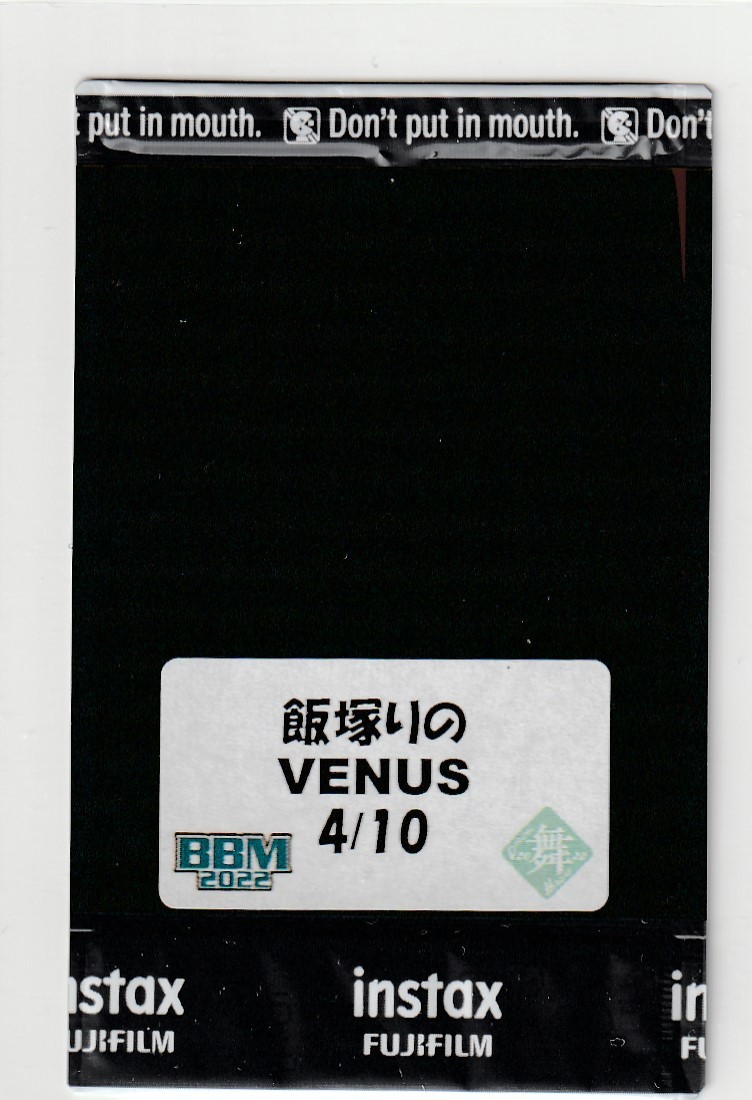 t put in mouth. Don't put in mouth. Don't
飯塚りの
VENUS
4/10
BBM
2022
舞
instax instax in
FUJIFILM FUJIFILM FU